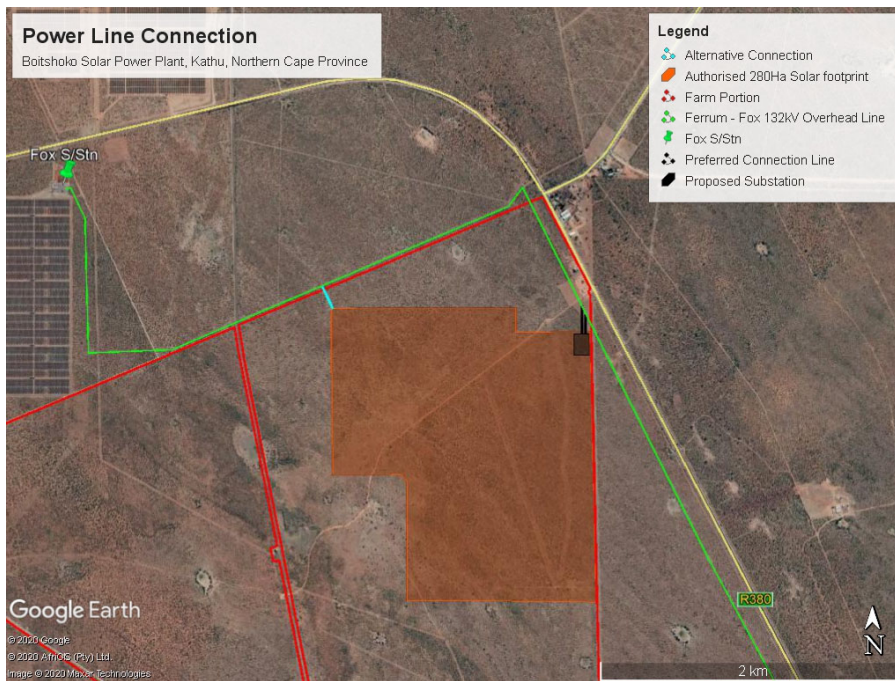 Power Line Connection
Boitshoko Solar Power Plant, Kathu, Northern Cape Province
Legend
Alternative Connection
Authorised 280Ha Solar footprint
Farm Portion
Ferrum - Fox 132kV Overhead Line
Fox S/Stn
Preferred Connection Line
Proposed Substation
Fox S/Stn
R380
Google Earth
© 2020 Google
© 2020 AfriGIS (Pty) Ltd.
Image © 2020 Maxar Technologies
N
2 km